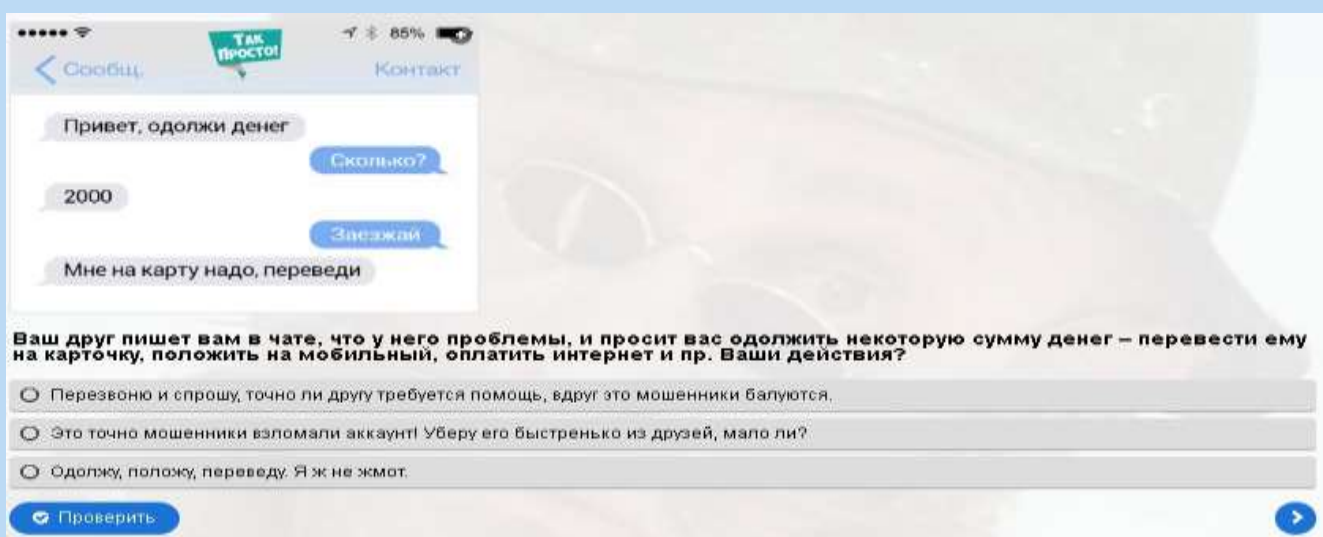 ТАК
ПРОСТО!
85%
Сообщ.
Контакт
Привет, одолжи денег
Сколько?
2000
Заезжай
Мне на карту надо, переведи
Ваш друг пишет вам в чате, что у него проблемы, и просит вас одолжить некоторую сумму денег – перевести ему
на карточку, положить на мобильный, оплатить интернет и пр. Ваши действия?
Перезвоню и спрошу, точно ли другу требуется помощь, вдруг это мошенники балуются.
Это точно мошенники взломали аккаунт! Уберу его быстренько из друзей, мало ли?
Одолжу, положу, переведу. Я ж не жмот.
Проверить